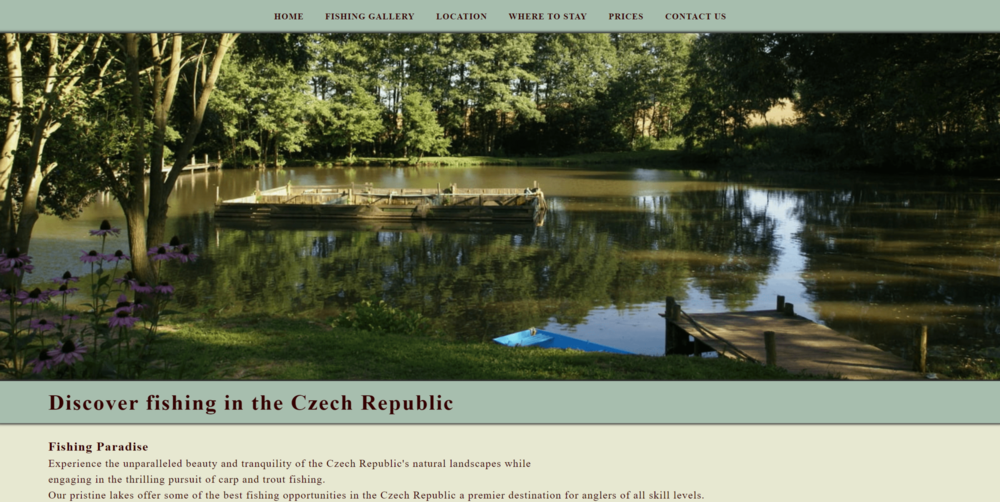 HOME FISHING GALLERY LOCATION WHERE TO STAY PRICES CONTACT US
Discover fishing in the Czech Republic
Fishing Paradise
Experience the unparalleled beauty and tranquility of the Czech Republic's natural landscapes while
engaging in the thrilling pursuit of carp and trout fishing.
Our pristine lakes offer some of the best fishing opportunities in the Czech Republic a premier destination for anglers of all skill levels.